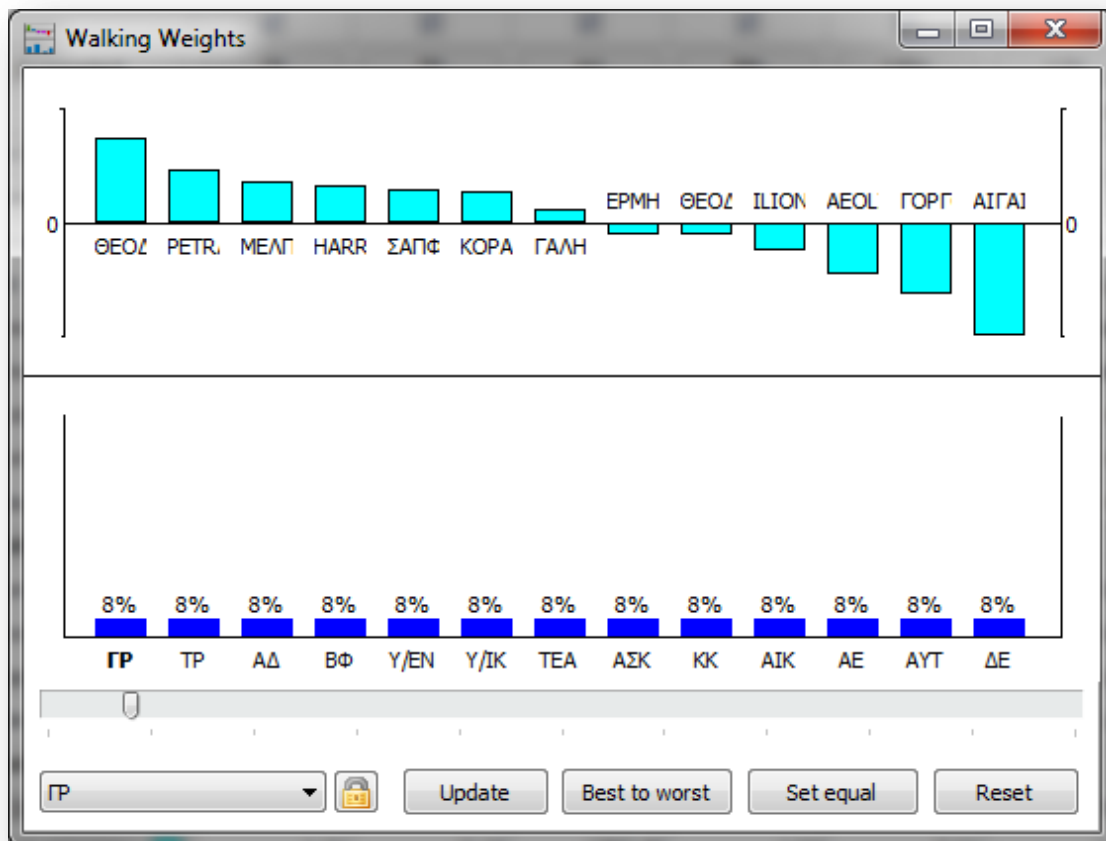 Walking Weights
ΕΡΜΗ ΘΕΟΔ ILION AEOL ΓΟΡΓ ΑΙΓΑΙ
0 0
ΘΕΟΔ PETRA ΜΕΛΠ HARR ΣΑΠΦ ΚΟΡΑ ΓΑΛΗ
8% 8% 8% 8% 8% 8% 8% 8% 8% 8% 8% 8% 8%
ΓΡ ΤΡ ΑΔ ΒΦ Υ/ΕΝ Υ/ΙΚ ΤΕΑ ΑΣΚ ΚΚ ΑΙΚ ΑΕ ΑΥΤ ΔΕ
ΓΡ Update Best to worst Set equal Reset